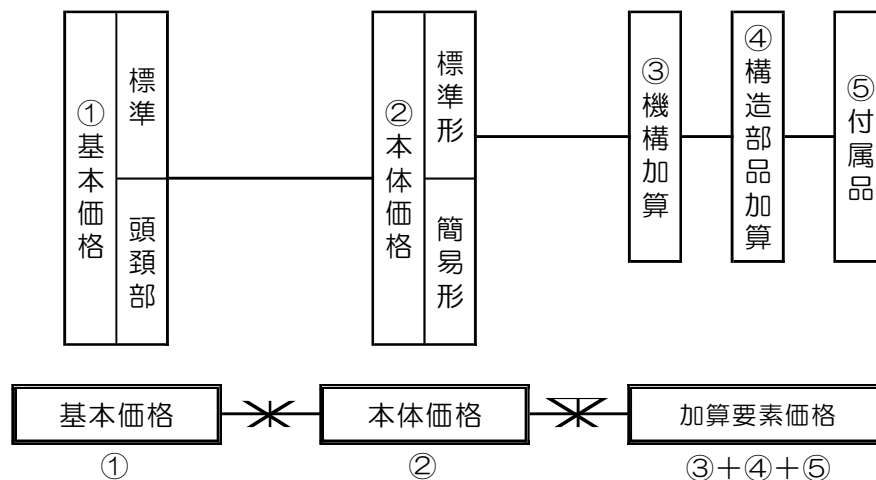 ①基本価格
標準
頭頚部
②本体価格
標準形
簡易形
③機構加算
④構造部品加算
⑤付属品
基本価格
本体価格
加算要素価格
①
②
③+④+⑤